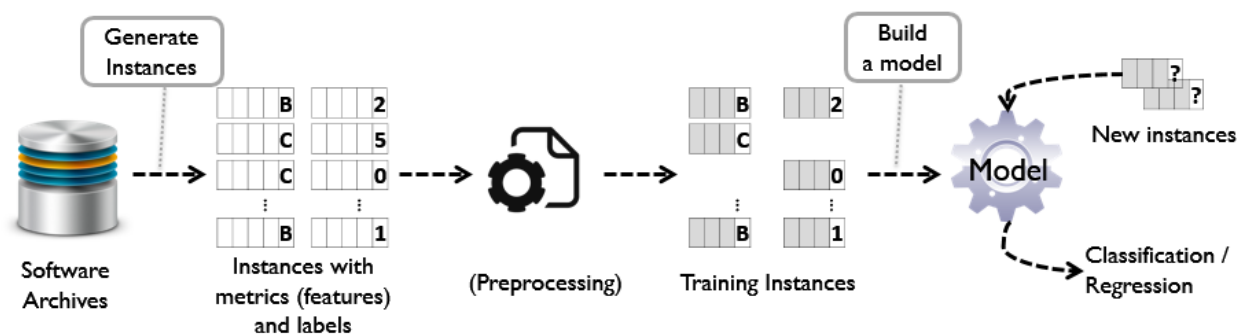 Generate
Instances
Build
a model
B 2
C 5
C 0
⋮ ⋮
B 1
B 2
C
0
⋮ ⋮
B 1
?
?
New instances
Model
Software
Archives
Instances with
metrics (features)
and labels
(Preprocessing)
Training Instances
Classification /
Regression